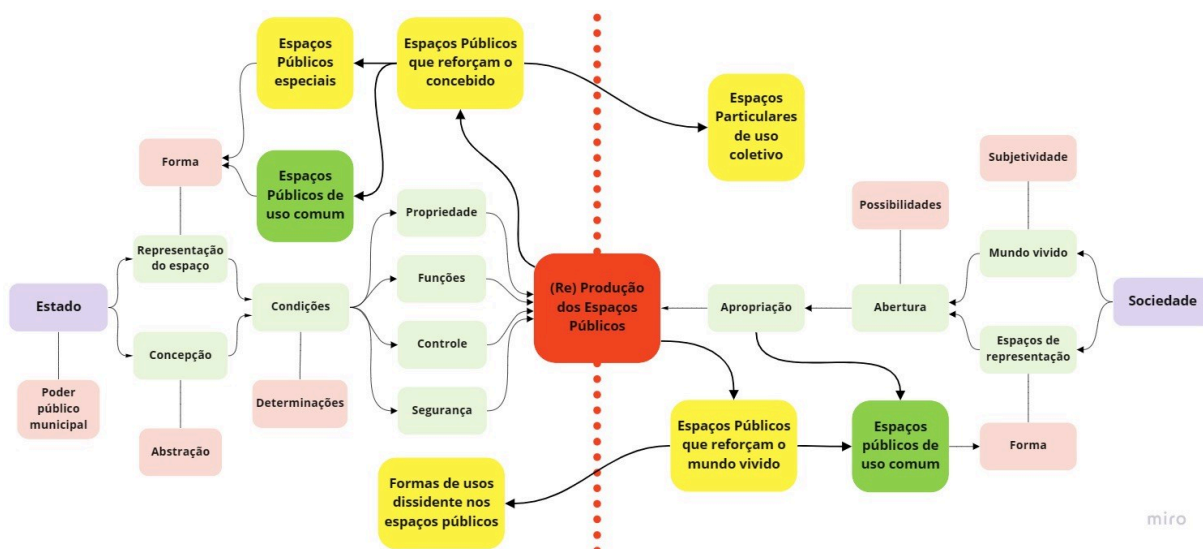 Espaços
Públicos
especiais
Espaços Públicos
que reforçam o
concebido
Espaços
Particulares
de uso
coletivo
Forma
Espaços
Públicos de
uso comum
Subjetividade
Propriedade
Possibilidades
Representação
do espaço
Mundo vivido
Funções
(Re) Produção
dos Espaços
Públicos
Estado
Condições
Apropriação
Abertura
Sociedade
Concepção
Controle
Espaços de
representação
Poder
público
municipal
Determinações
Segurança
Abstração
Espaços Públicos
que reforçam o
mundo vivido
Espaços
públicos de
uso comum
Forma
Formas de usos
dissidente nos
espaços públicos
miro